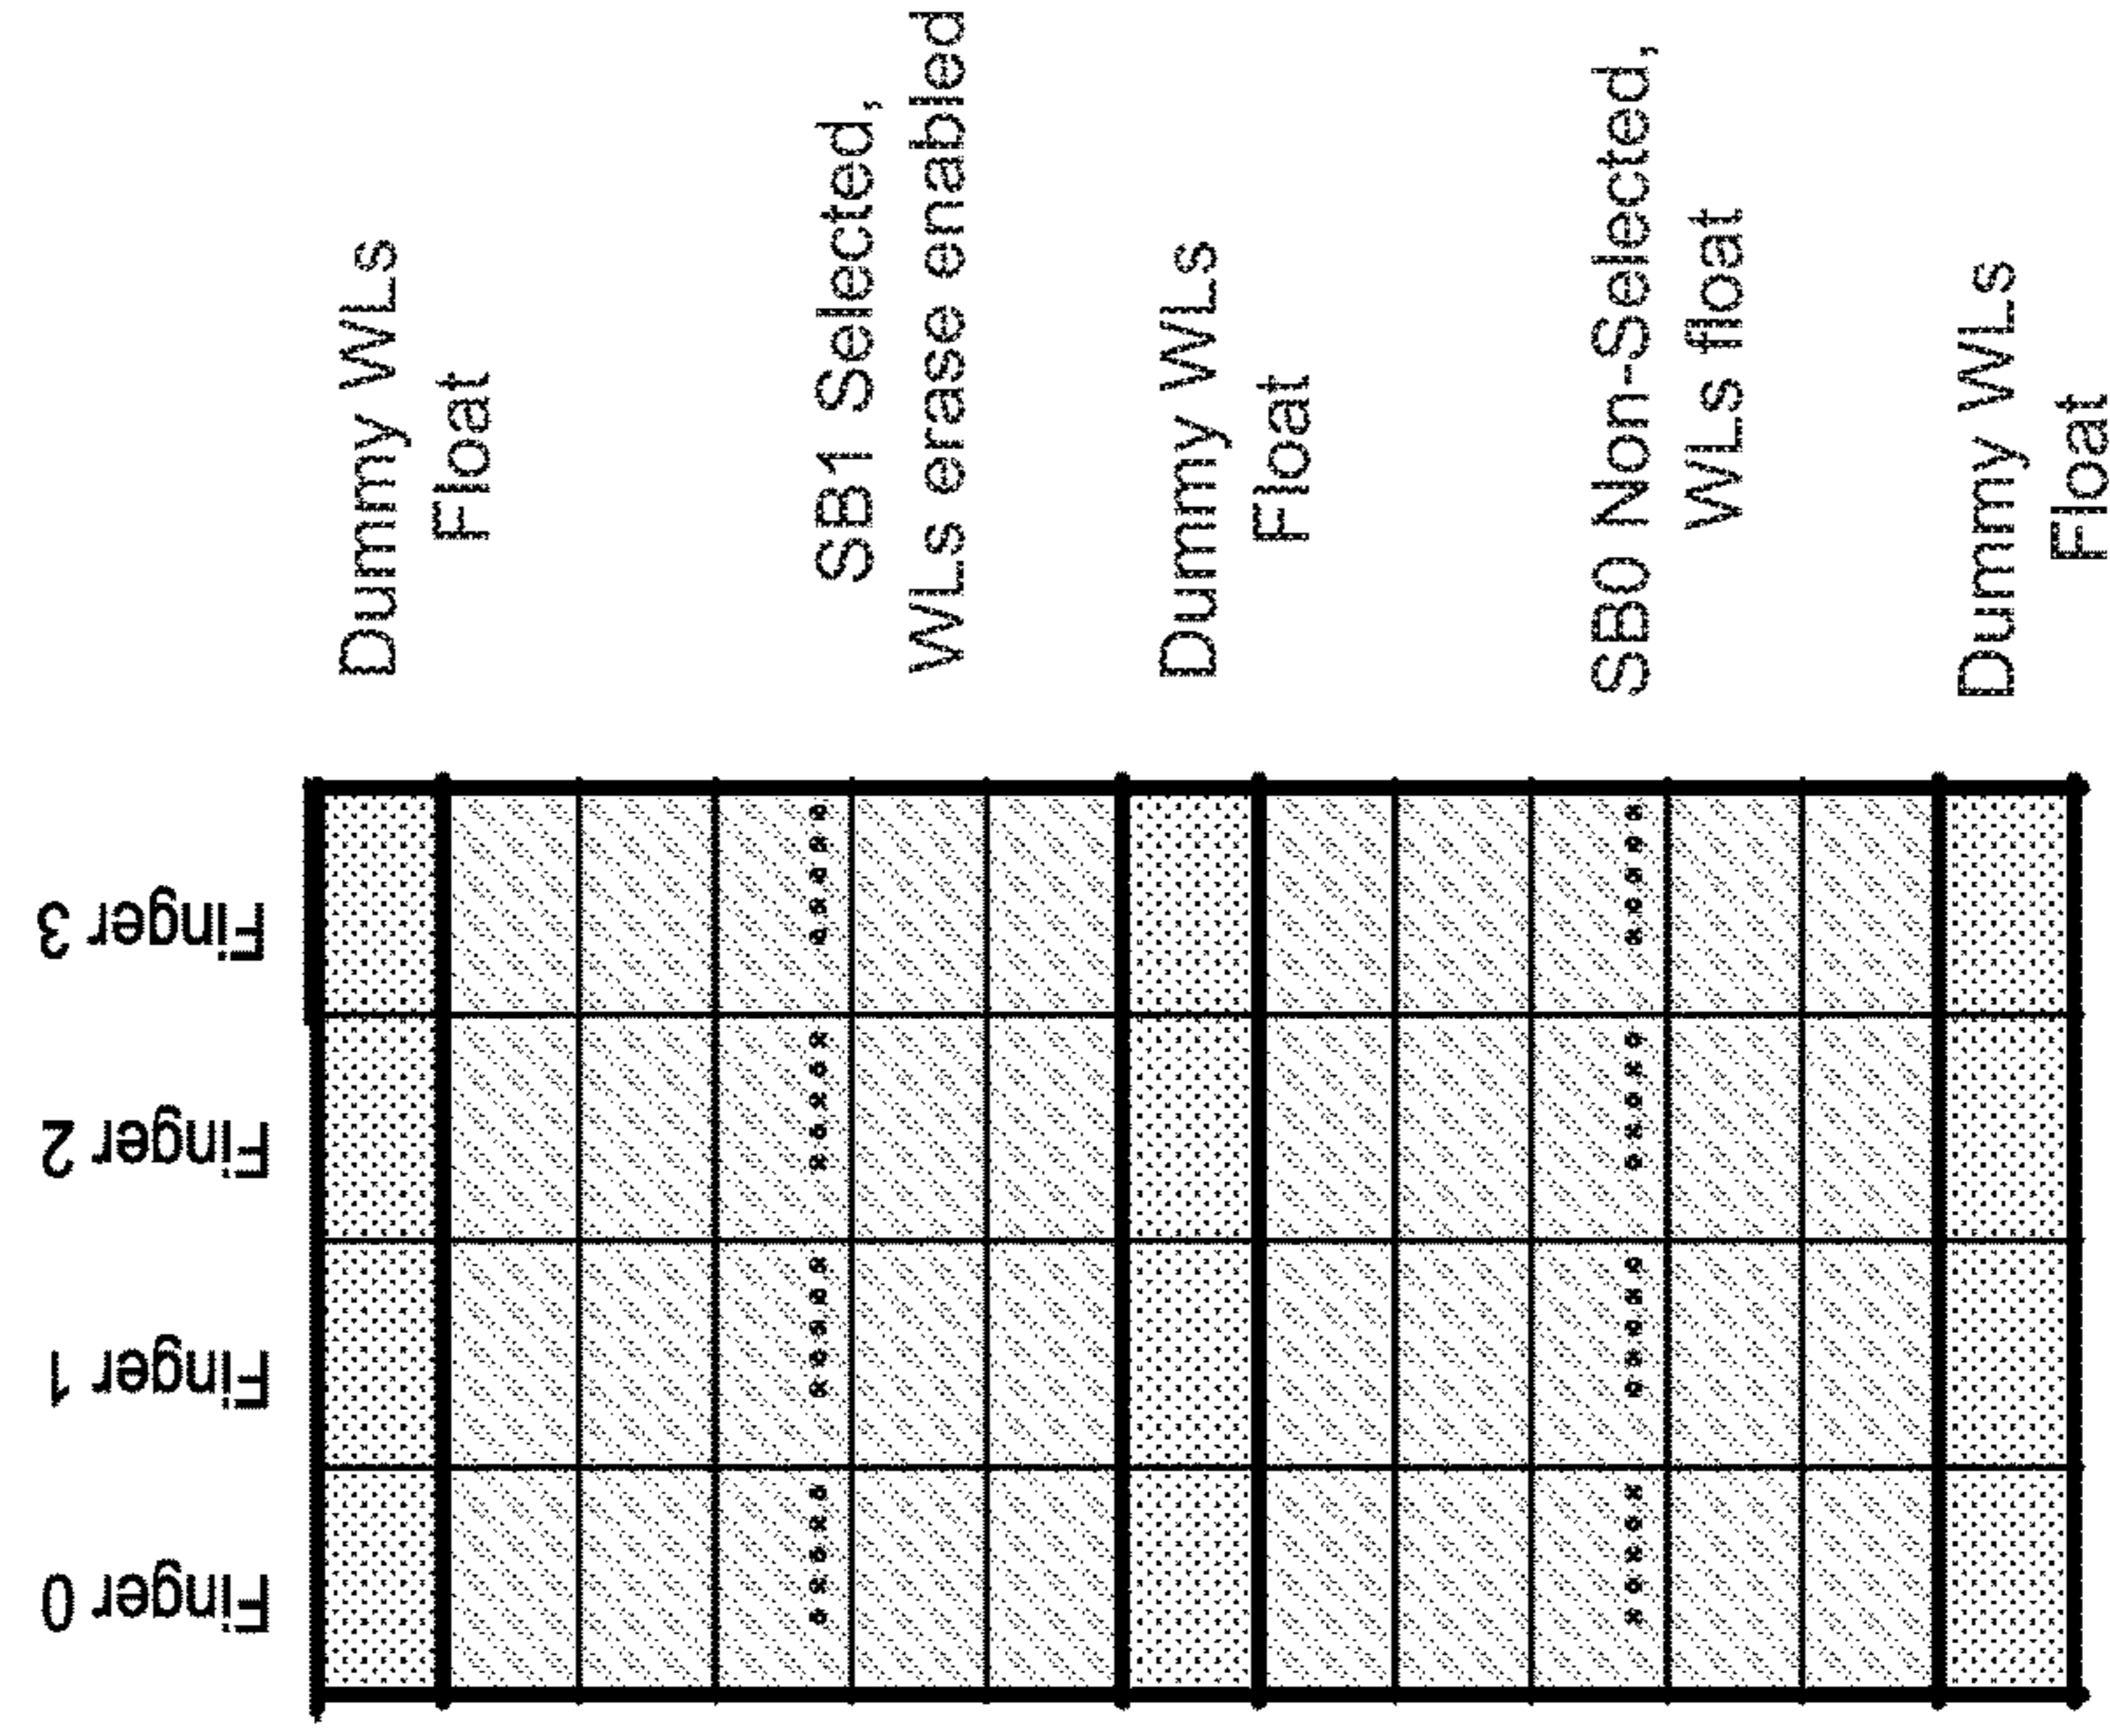 Finger 0
Finger 1
Finger 2
Finger 3
Dummy WLs
Float
SB1 Selected,
WLs erase enabled
Dummy WLs
Float
SB0 Non-Selected,
WLs float
Dummy WLs
Float